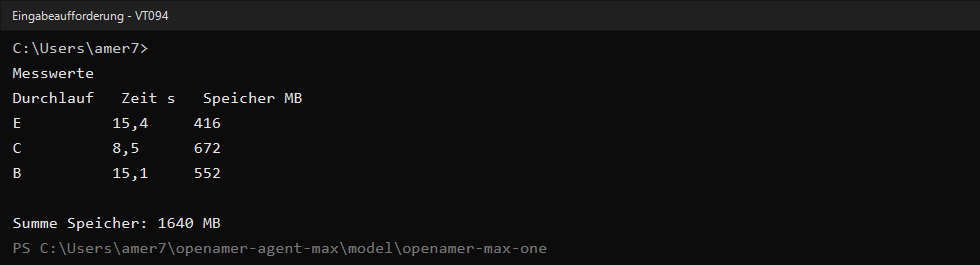 Eingabeaufforderung - VT094
C:\Users\amer7>
Messwerte
Durchlauf   Zeit s   Speicher MB
E          15,4     416
C          8,5      672
B          15,1     552
Summe Speicher: 1640 MB
PS C:\Users\amer7\openamer-agent-max\model\openamer-max-one